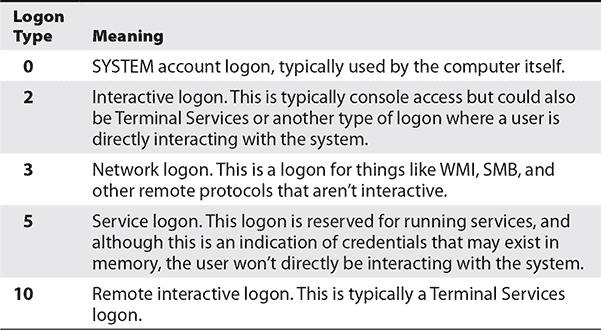 Logon
Type Meaning
0 SYSTEM account logon, typically used by the computer itself.
2 Interactive logon. This is typically console access but could also
be Terminal Services or another type of logon where a user is
directly interacting with the system.
3 Network logon. This is a logon for things like WMI, SMB, and
other remote protocols that aren’t interactive.
5 Service logon. This logon is reserved for running services, and
although this is an indication of credentials that may exist in
memory, the user won’t directly be interacting with the system.
10 Remote interactive logon. This is typically a Terminal Services
logon.